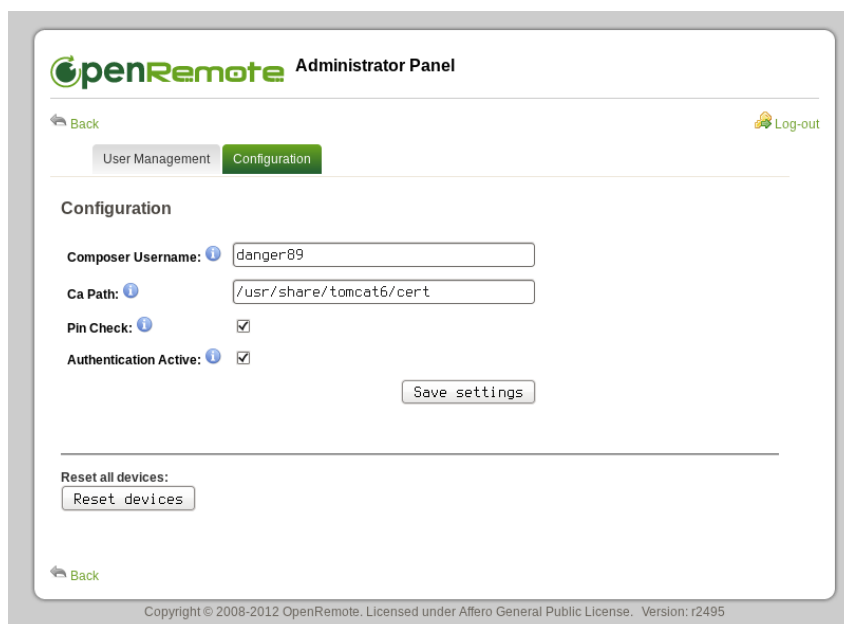 OpenRemote Administrator Panel
Back Log-out
User Management Configuration
Configuration
Composer Username: danger89
Ca Path: /usr/share/tomcat6/cert
Pin Check:
Authentication Active:
Save settings
Reset all devices:
Reset devices
Back
Copyright © 2008-2012 OpenRemote. Licensed under Affero General Public License. Version: r2495